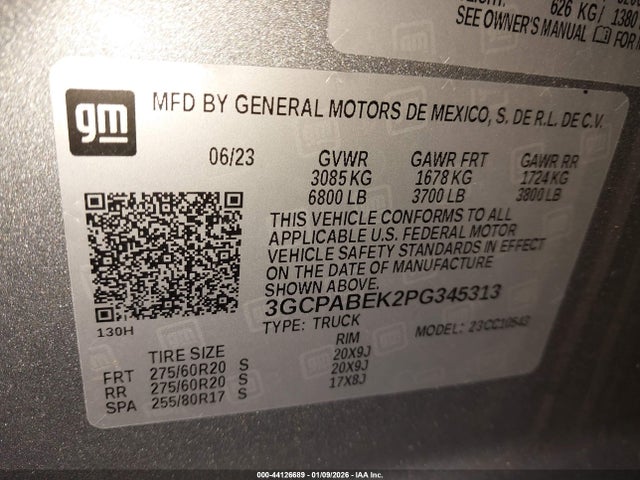 626 KG/ 1380
SEE OWNER'S MANUAL FOR
gm
MFD BY GENERAL MOTORS DE MEXICO, S. DE R.L. DE C.V.
06/23 GVWR GAWR FRT GAWR RR
3085 KG 1678 KG 1724 KG
6800 LB 3700 LB 3800 LB
THIS VEHICLE CONFORMS TO ALL
APPLICABLE U.S. FEDERAL MOTOR
VEHICLE SAFETY STANDARDS IN EFFECT
ON THE DATE OF MANUFACTURE
SHOWN ABOVE.
3GCPABEK2PG345313
130H TYPE: TRUCK MODEL: 23CC10543
TIRE SIZE RIM
FRT 275/60R20 S 20X9J
RR 275/60R20 S 20X9J
SPA 255/80R17 S 17X8J
000-44126689 - 01/09/2026 - IAA Inc.